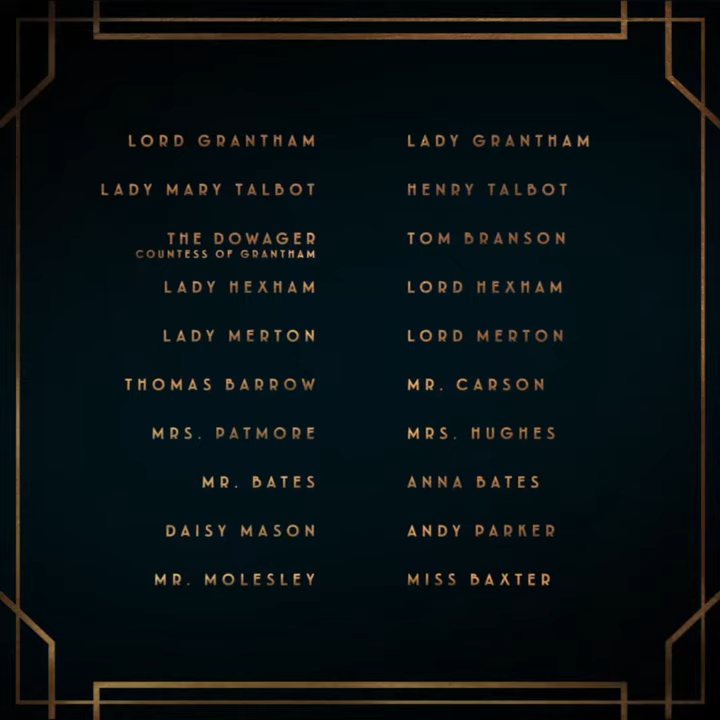 LORD GRANTHAM
LADY GRANTHAM
LADY MARY TALBOT
HENRY TALBOT
THE DOWAGER
COUNTESS OF GRANTHAM
TOM BRANSON
LADY HEXHAM
LORD HEXHAM
LADY MERTON
LORD MERTON
THOMAS BARROW
MR. CARSON
MRS. PATMORE
MRS. HUGHES
MR. BATES
ANNA BATES
DAISY MASON
ANDY PARKER
MR. MOLESLEY
MISS BAXTER